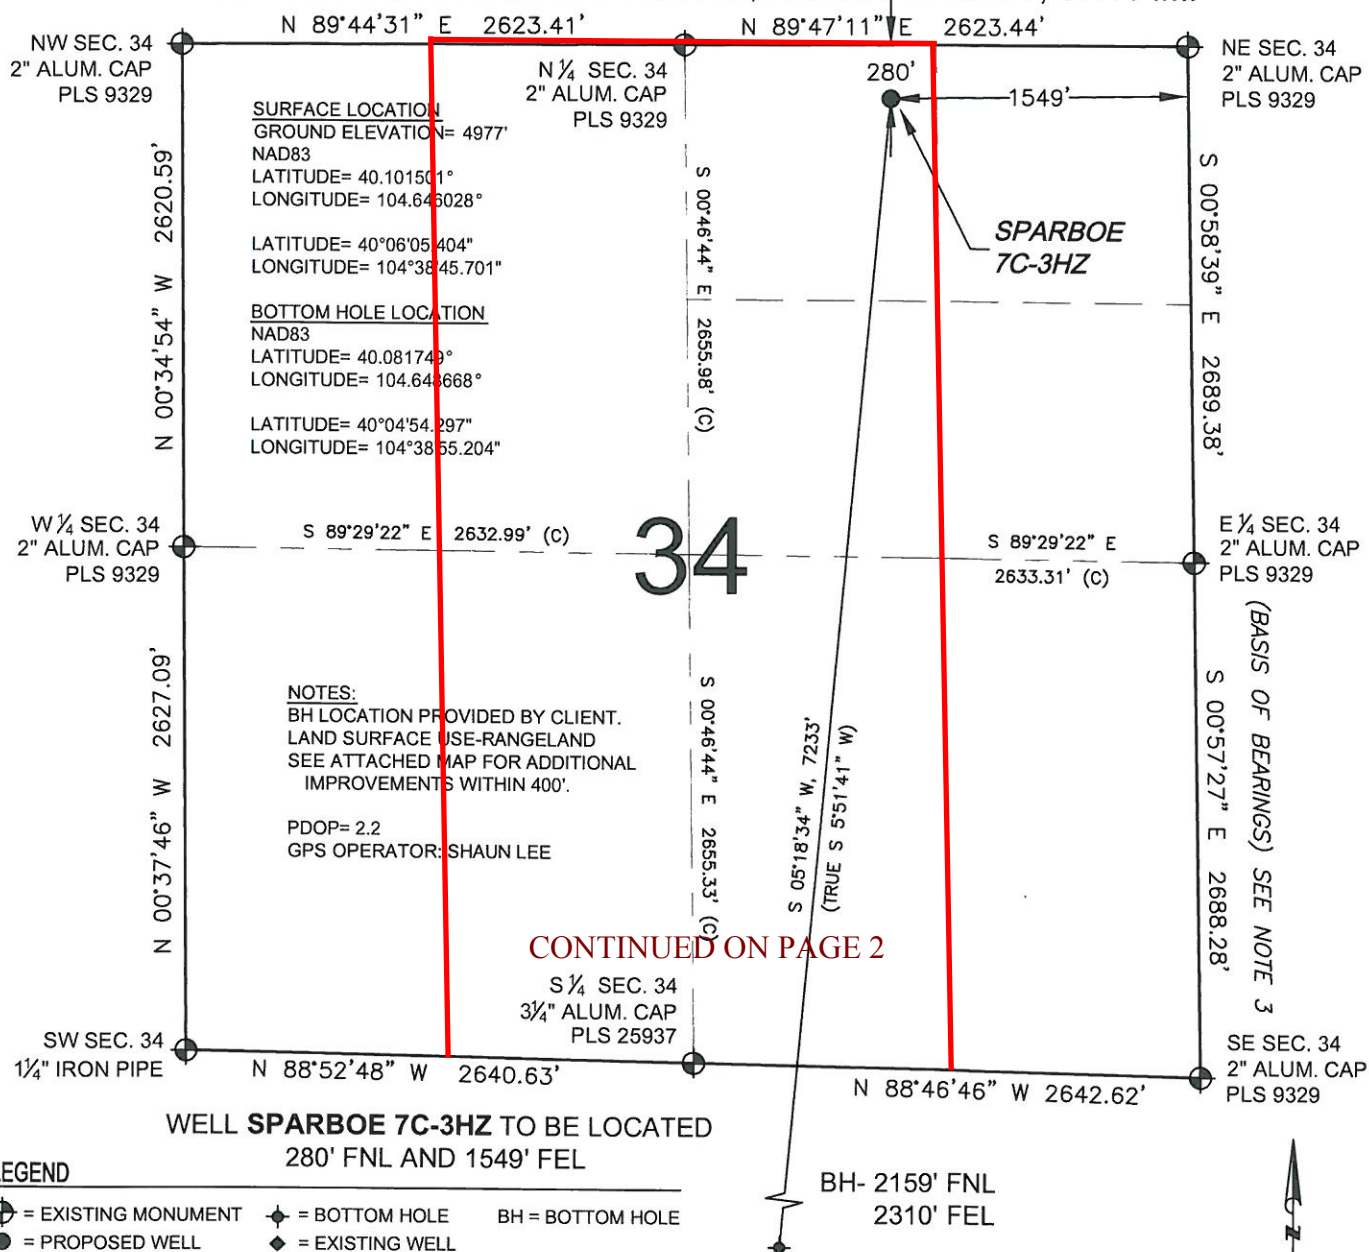 N 89°44'31" E 2623.41'
N 89°47'11" E 2623.44'
NW SEC. 34
2" ALUM. CAP
PLS 9329
N 1/4 SEC. 34
2" ALUM. CAP
PLS 9329
280'
1549'
NE SEC. 34
2" ALUM. CAP
PLS 9329
SURFACE LOCATION
GROUND ELEVATION= 4977'
NAD83
LATITUDE= 40.101501°
LONGITUDE= 104.646028°
LATITUDE= 40°06'05.404"
LONGITUDE= 104°38'45.701"
BOTTOM HOLE LOCATION
NAD83
LATITUDE= 40.081749°
LONGITUDE= 104.648668°
LATITUDE= 40°04'54.297"
LONGITUDE= 104°38'55.204"
N 00°34'54" W 2620.59'
S 00°46'44" E 2655.98' (C)
SPARBOE
7C-3HZ
S 00°58'39" E 2689.38'
W 1/4 SEC. 34
2" ALUM. CAP
PLS 9329
S 89°29'22" E 2632.99' (C)
34
S 89°29'22" E
2633.31' (C)
E 1/4 SEC. 34
2" ALUM. CAP
PLS 9329
N 00°37'46" W 2627.09'
NOTES:
BH LOCATION PROVIDED BY CLIENT.
LAND SURFACE USE-RANGELAND
SEE ATTACHED MAP FOR ADDITIONAL
IMPROVEMENTS WITHIN 400'.
PDOP= 2.2
GPS OPERATOR: SHAUN LEE
S 00°46'44" E 2655.33' (C)
S 05°18'34" W, 7233'
(TRUE S 5°51'41" W)
S 00°57'27" E 2688.28'
(BASIS OF BEARINGS) SEE NOTE 3
CONTINUED ON PAGE 2
S 1/4 SEC. 34
3 1/4" ALUM. CAP
PLS 25937
SW SEC. 34
1 1/4" IRON PIPE
N 88°52'48" W 2640.63'
N 88°46'46" W 2642.62'
SE SEC. 34
2" ALUM. CAP
PLS 9329
WELL SPARBOE 7C-3HZ TO BE LOCATED
280' FNL AND 1549' FEL
BH- 2159' FNL
2310' FEL
LEGEND
= EXISTING MONUMENT
= BOTTOM HOLE
BH = BOTTOM HOLE
= PROPOSED WELL
= EXISTING WELL
N